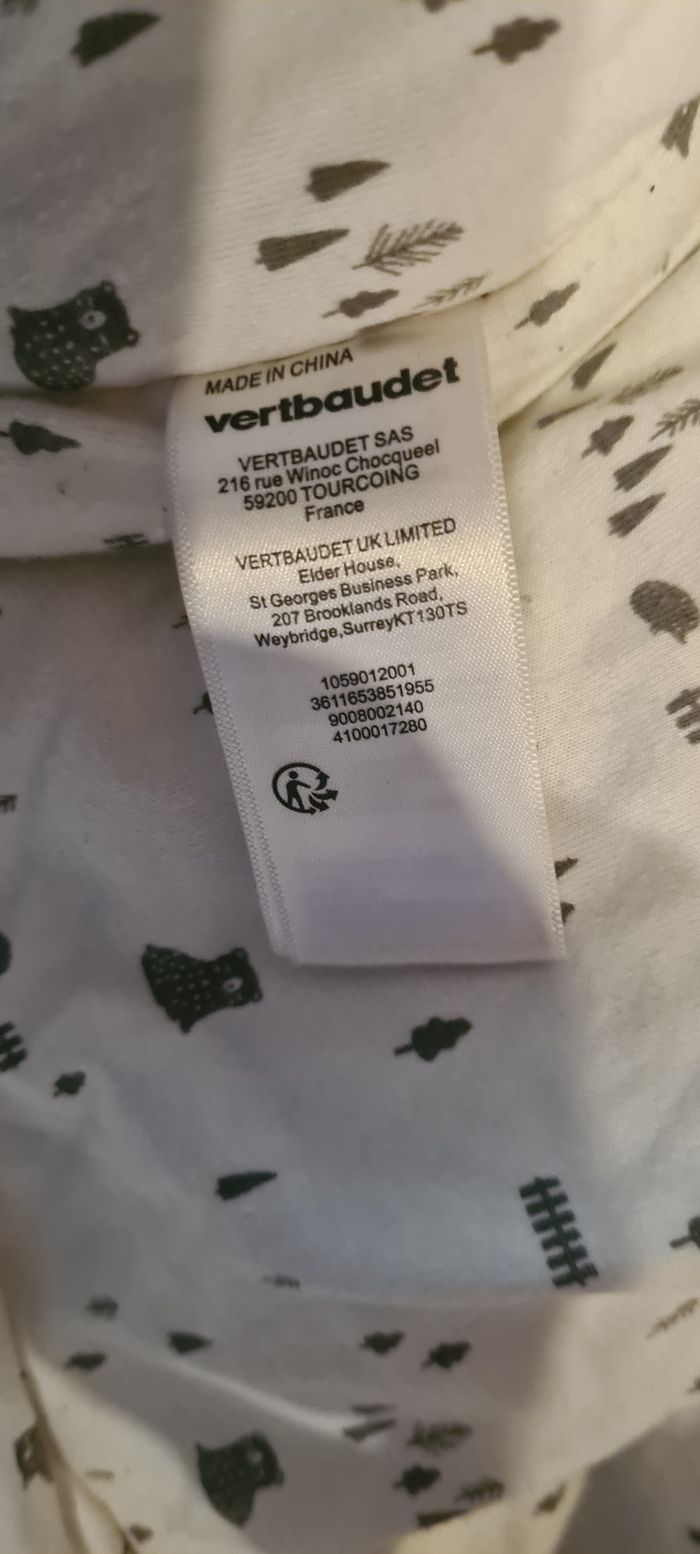 MADE IN CHINA
vertbaudet
VERTBAUDET SAS
216 rue Winoc Chocqueel
59200 TOURCOING
France
VERTBAUDET UK LIMITED
Elder House,
St Georges Business Park,
207 Brooklands Road,
Weybridge,SurreyKT130TS
1059012001
3611653851955
9008002140
4100017280